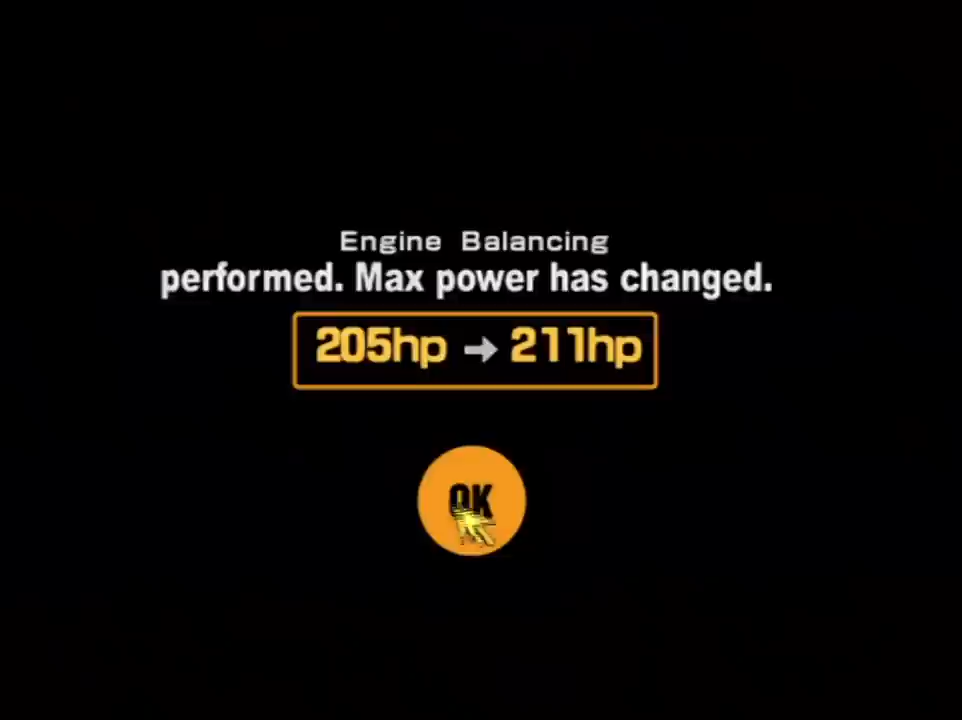 Engine Balancing
performed. Max power has changed.
205hp → 211hp
OK